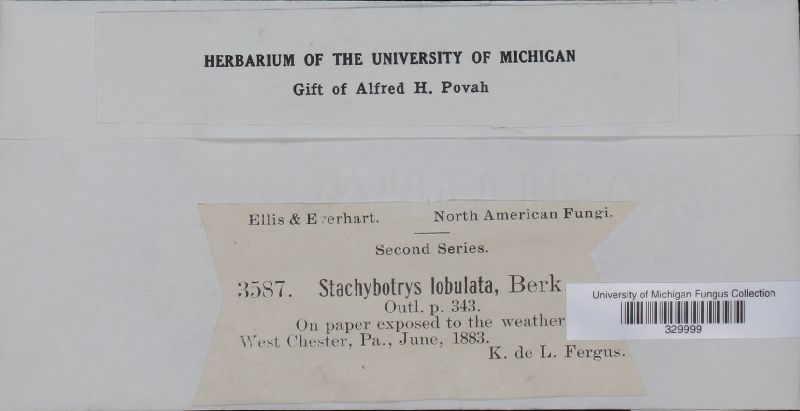 HERBARIUM OF THE UNIVERSITY OF MICHIGAN
Gift of Alfred H. Povah
Ellis & Everhart. North American Fungi.
Second Series.
3587. Stachybotrys lobulata, Berk
Outl. p. 343.
On paper exposed to the weather
West Chester, Pa., June, 1883.
K. de L. Fergus.
University of Michigan Fungus Collection
329999